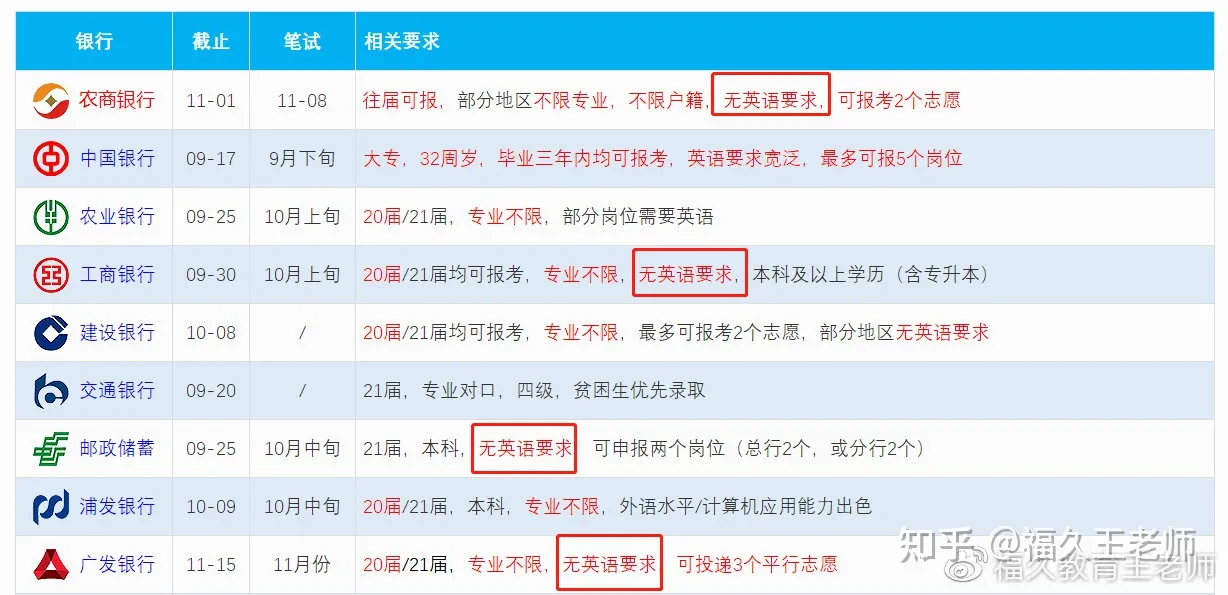 银行 截止 笔试 相关要求
农商银行 11-01 11-08 往届可报，部分地区不限专业，不限户籍，无英语要求，可报考2个志愿
中国银行 09-17 9月下旬 大专，32周岁，毕业三年内均可报考，英语要求宽泛，最多可报5个岗位
农业银行 09-25 10月上旬 20届/21届，专业不限，部分岗位需要英语
工商银行 09-30 10月上旬 20届/21届均可报考，专业不限，无英语要求，本科及以上学历（含专升本）
建设银行 10-08 / 20届/21届均可报考，专业不限，最多可报考2个志愿，部分地区无英语要求
交通银行 09-20 / 21届，专业对口，四级，贫困生优先录取
邮政储蓄 09-25 10月中旬 21届，本科，无英语要求 可申报两个岗位（总行2个，或分行2个）
浦发银行 10-09 10月中旬 20届/21届，本科，专业不限，外语水平/计算机应用能力出色
广发银行 11-15 11月份 20届/21届，专业不限，无英语要求 可投递3个平行志愿
知乎 @福久王老师
福久教育王老师